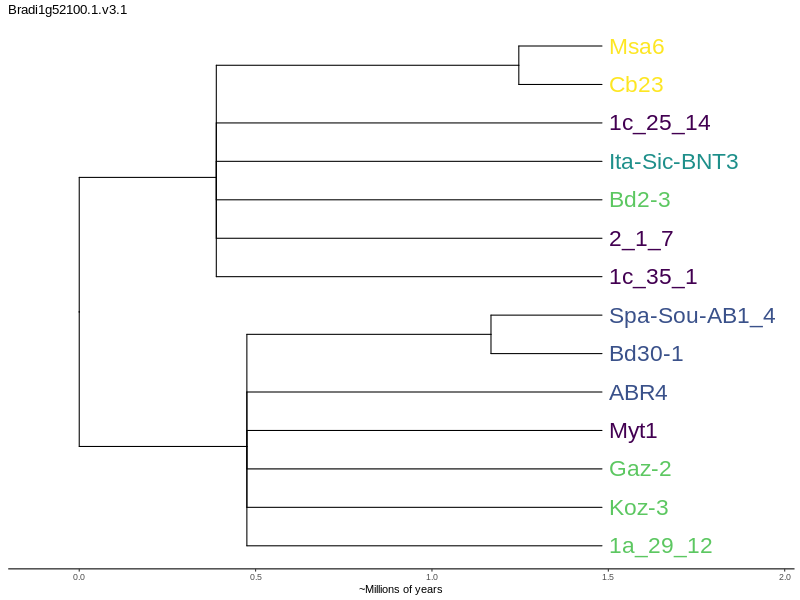 Bradi1g52100.1.v3.1
Msa6
Cb23
1c_25_14
Ita-Sic-BNT3
Bd2-3
2_1_7
1c_35_1
Spa-Sou-AB1_4
Bd30-1
ABR4
Myt1
Gaz-2
Koz-3
1a_29_12
0.0 0.5 1.0 1.5 2.0
~Millions of years